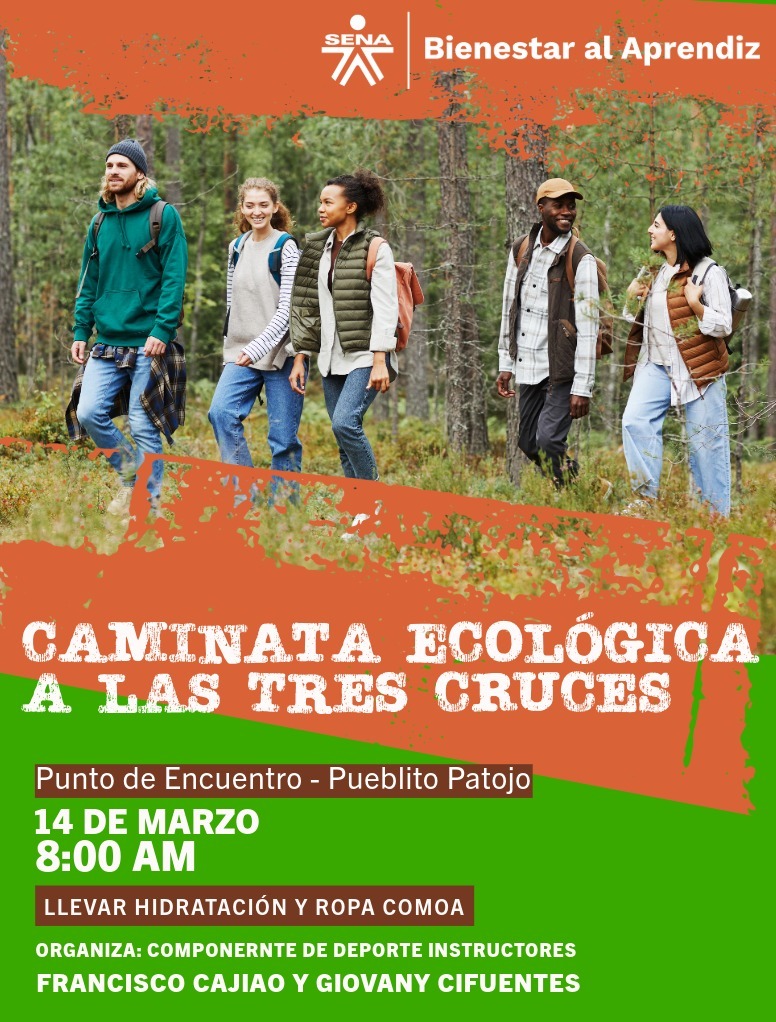 SENA
Bienestar al Aprendiz
CAMINATA ECOLÓGICA
A LAS TRES CRUCES
Punto de Encuentro - Pueblito Patojo
14 DE MARZO
8:00 AM
LLEVAR HIDRATACIÓN Y ROPA COMOA
ORGANIZA: COMPONERNTE DE DEPORTE INSTRUCTORES
FRANCISCO CAJIAO Y GIOVANY CIFUENTES